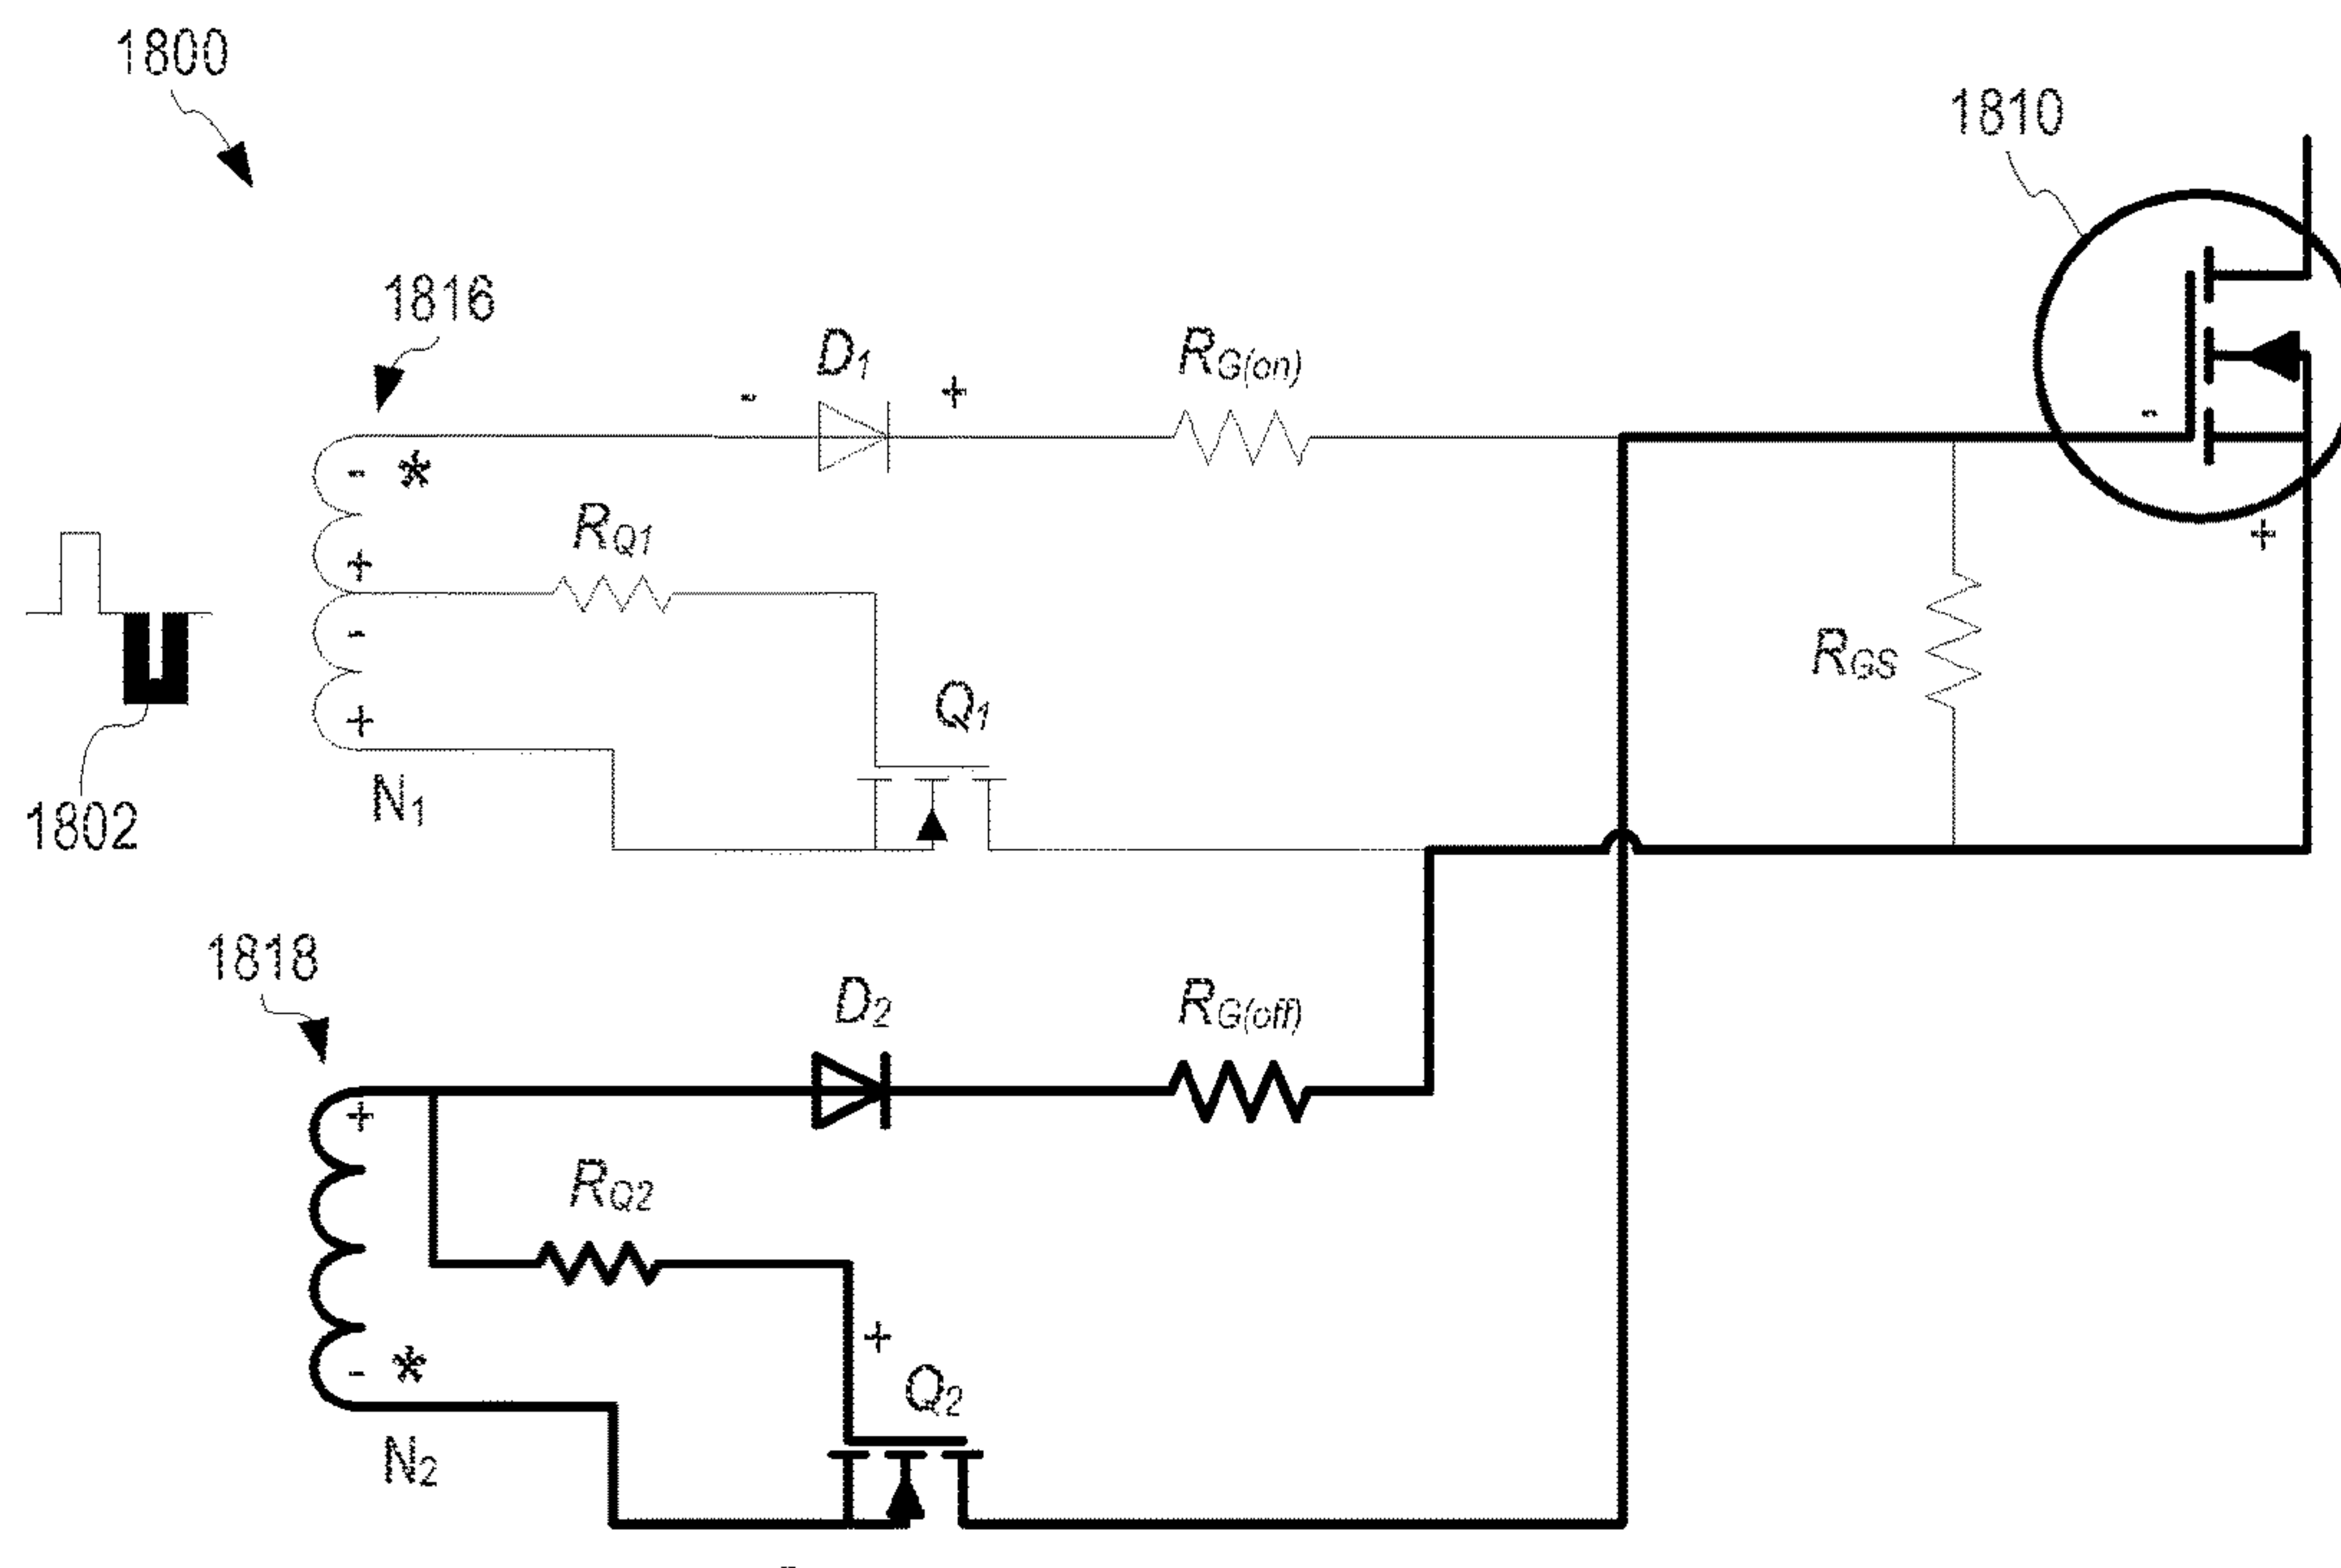 1800
1810
1816
D1
RG(on)
- +
- *
+
RQ1
-
+
N1
Q1
RGS
-
+
1802
1818
D2
RG(off)
+
RQ2
- *
N2
+
Q2